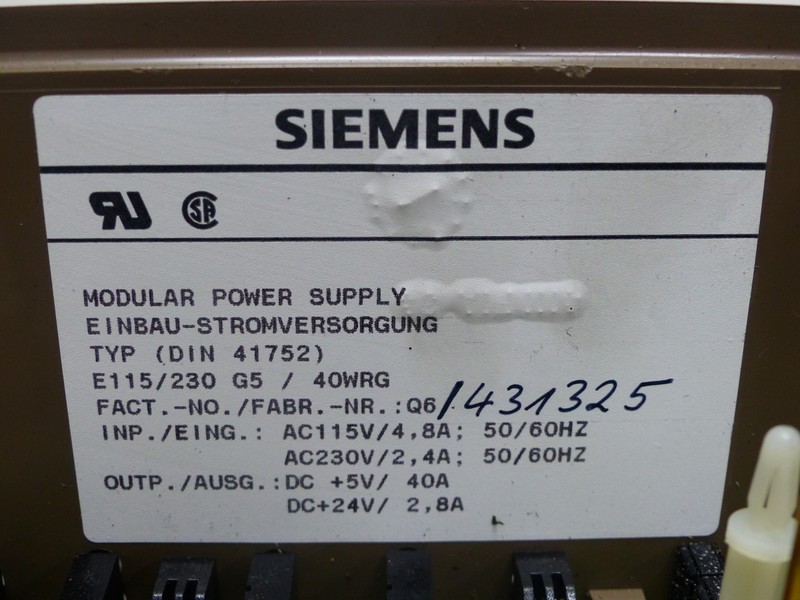 SIEMENS
MODULAR POWER SUPPLY
EINBAU-STROMVERSORGUNG
TYP (DIN 41752)
E115/230 G5 / 40WRG
FACT.-NO./FABR.-NR.:Q6/431325
INP./EING.: AC115V/4,8A; 50/60HZ
AC230V/2,4A; 50/60HZ
OUTP./AUSG.:DC +5V/ 40A
DC+24V/ 2,8A